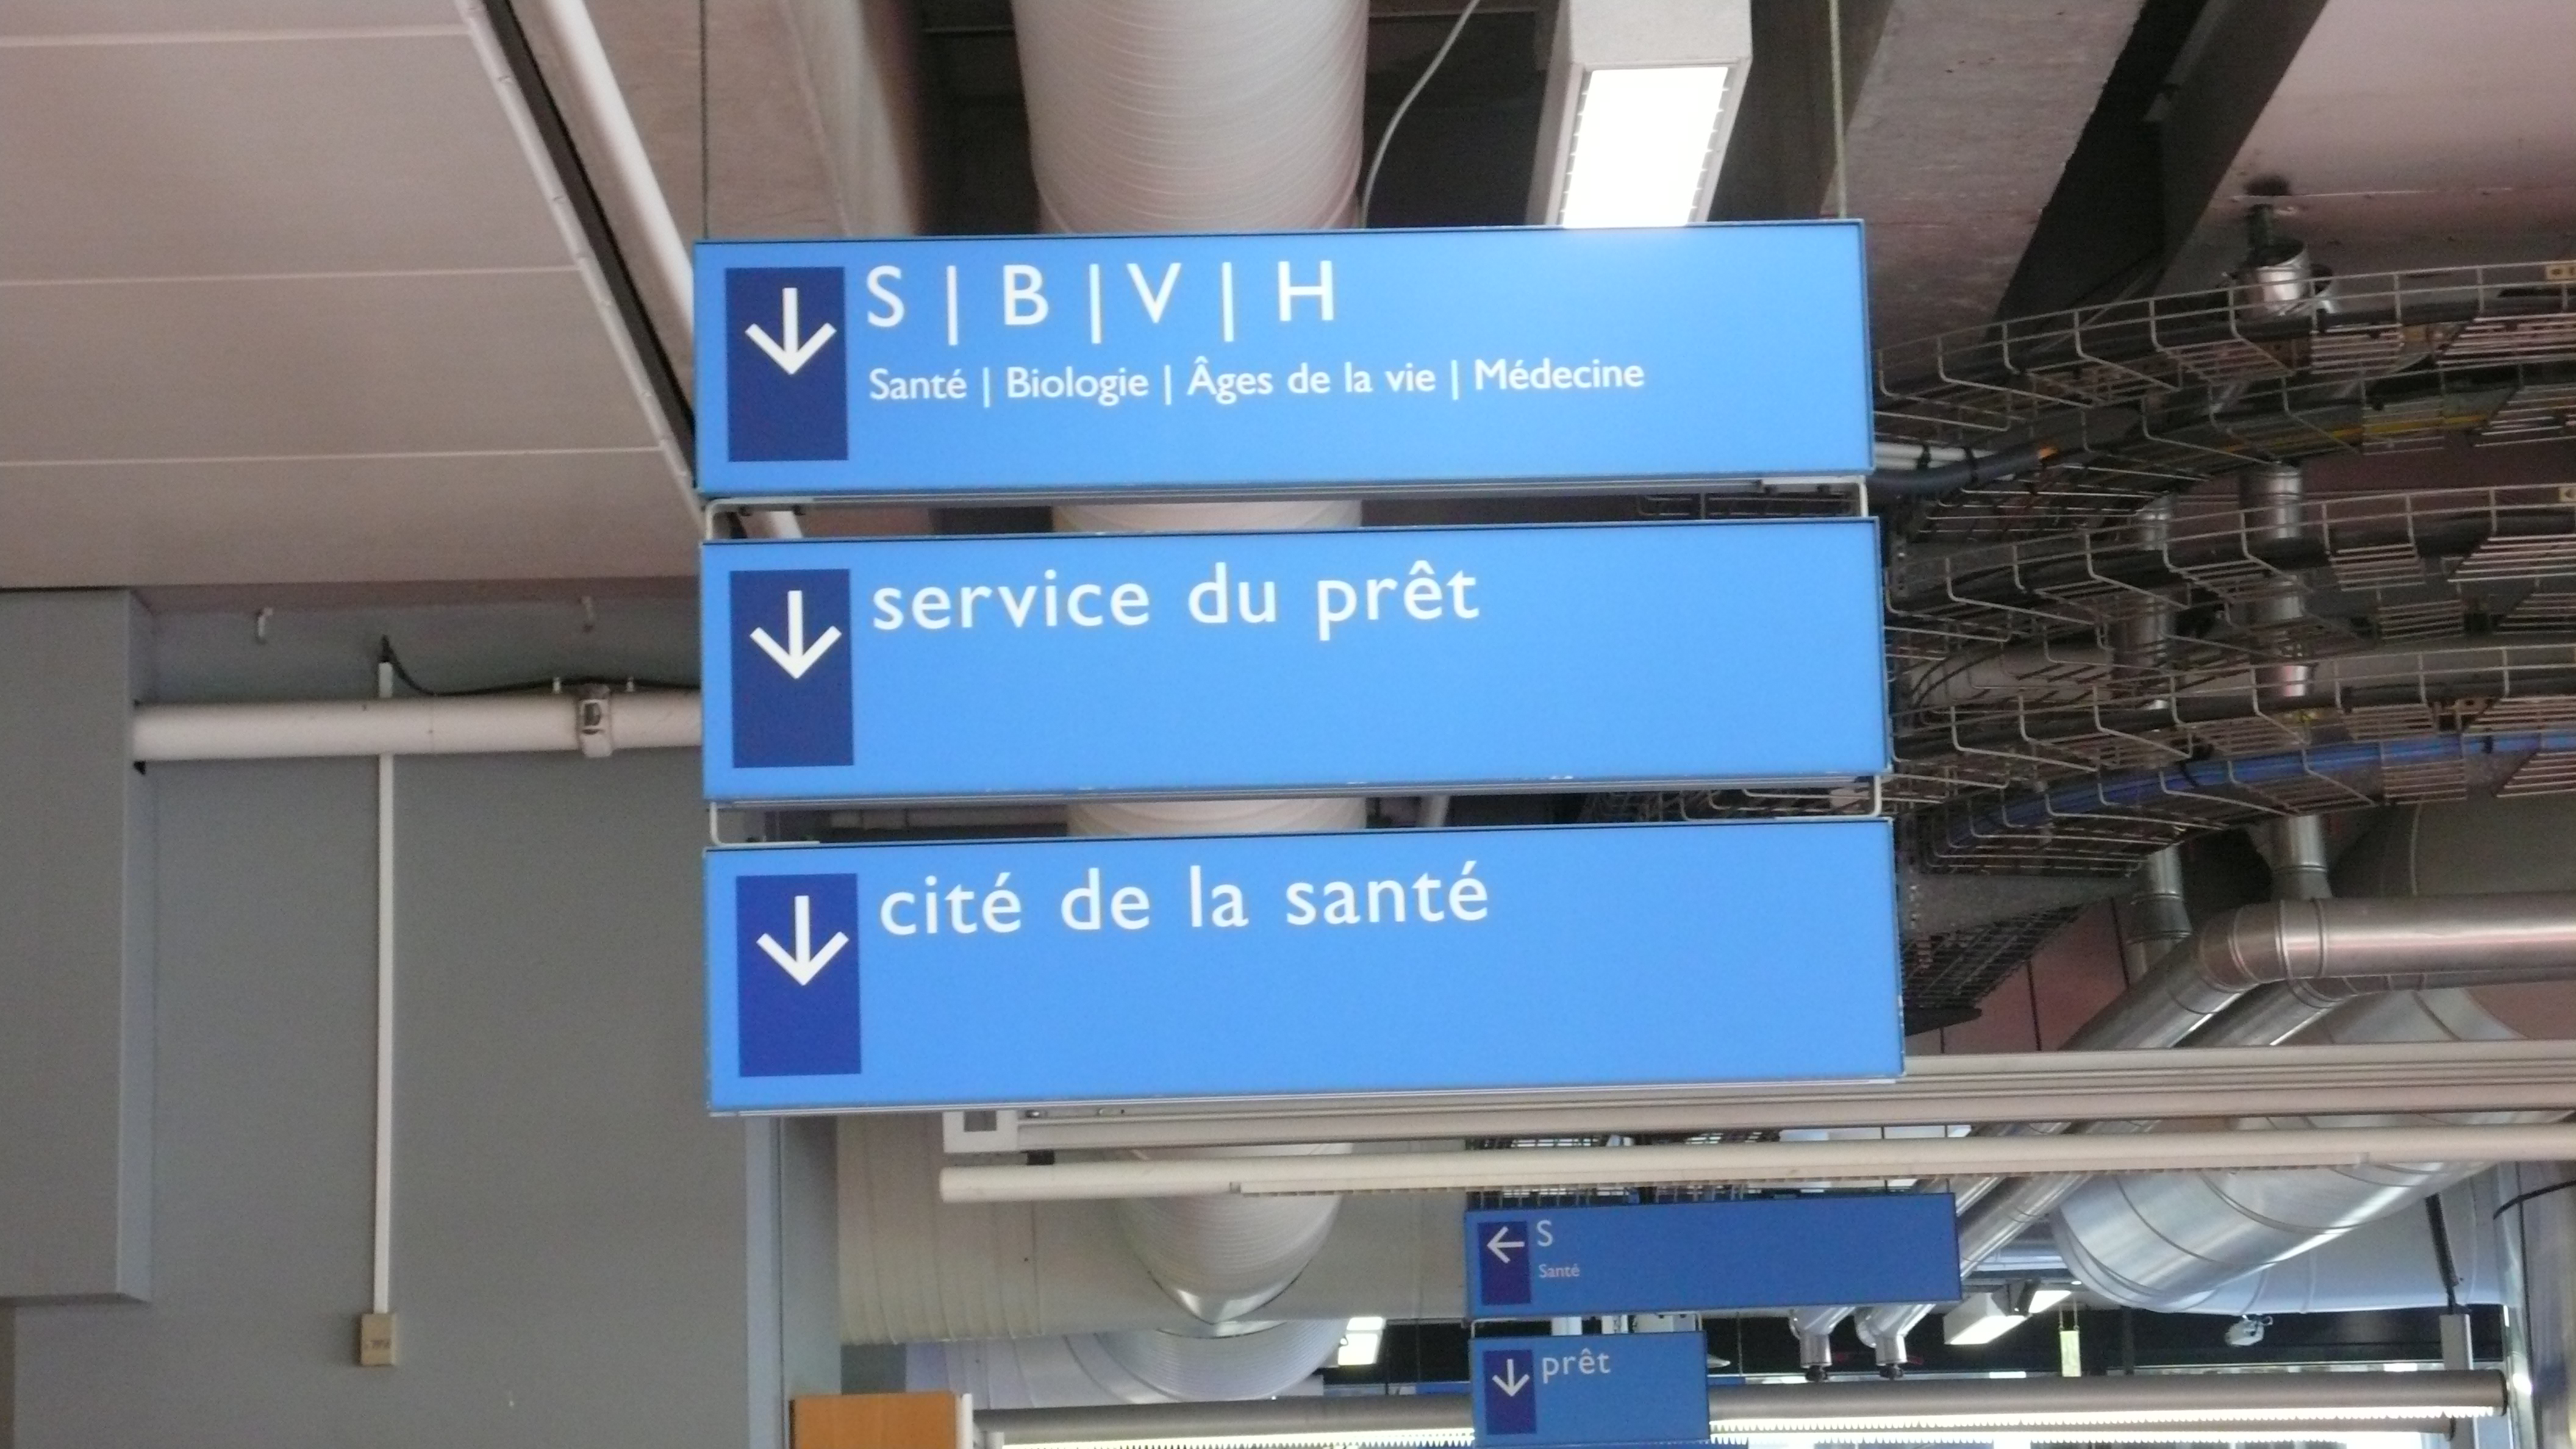 S | B | V | H
Santé | Biologie | Âges de la vie | Médecine
service du prêt
cité de la santé
S
Santé
prêt